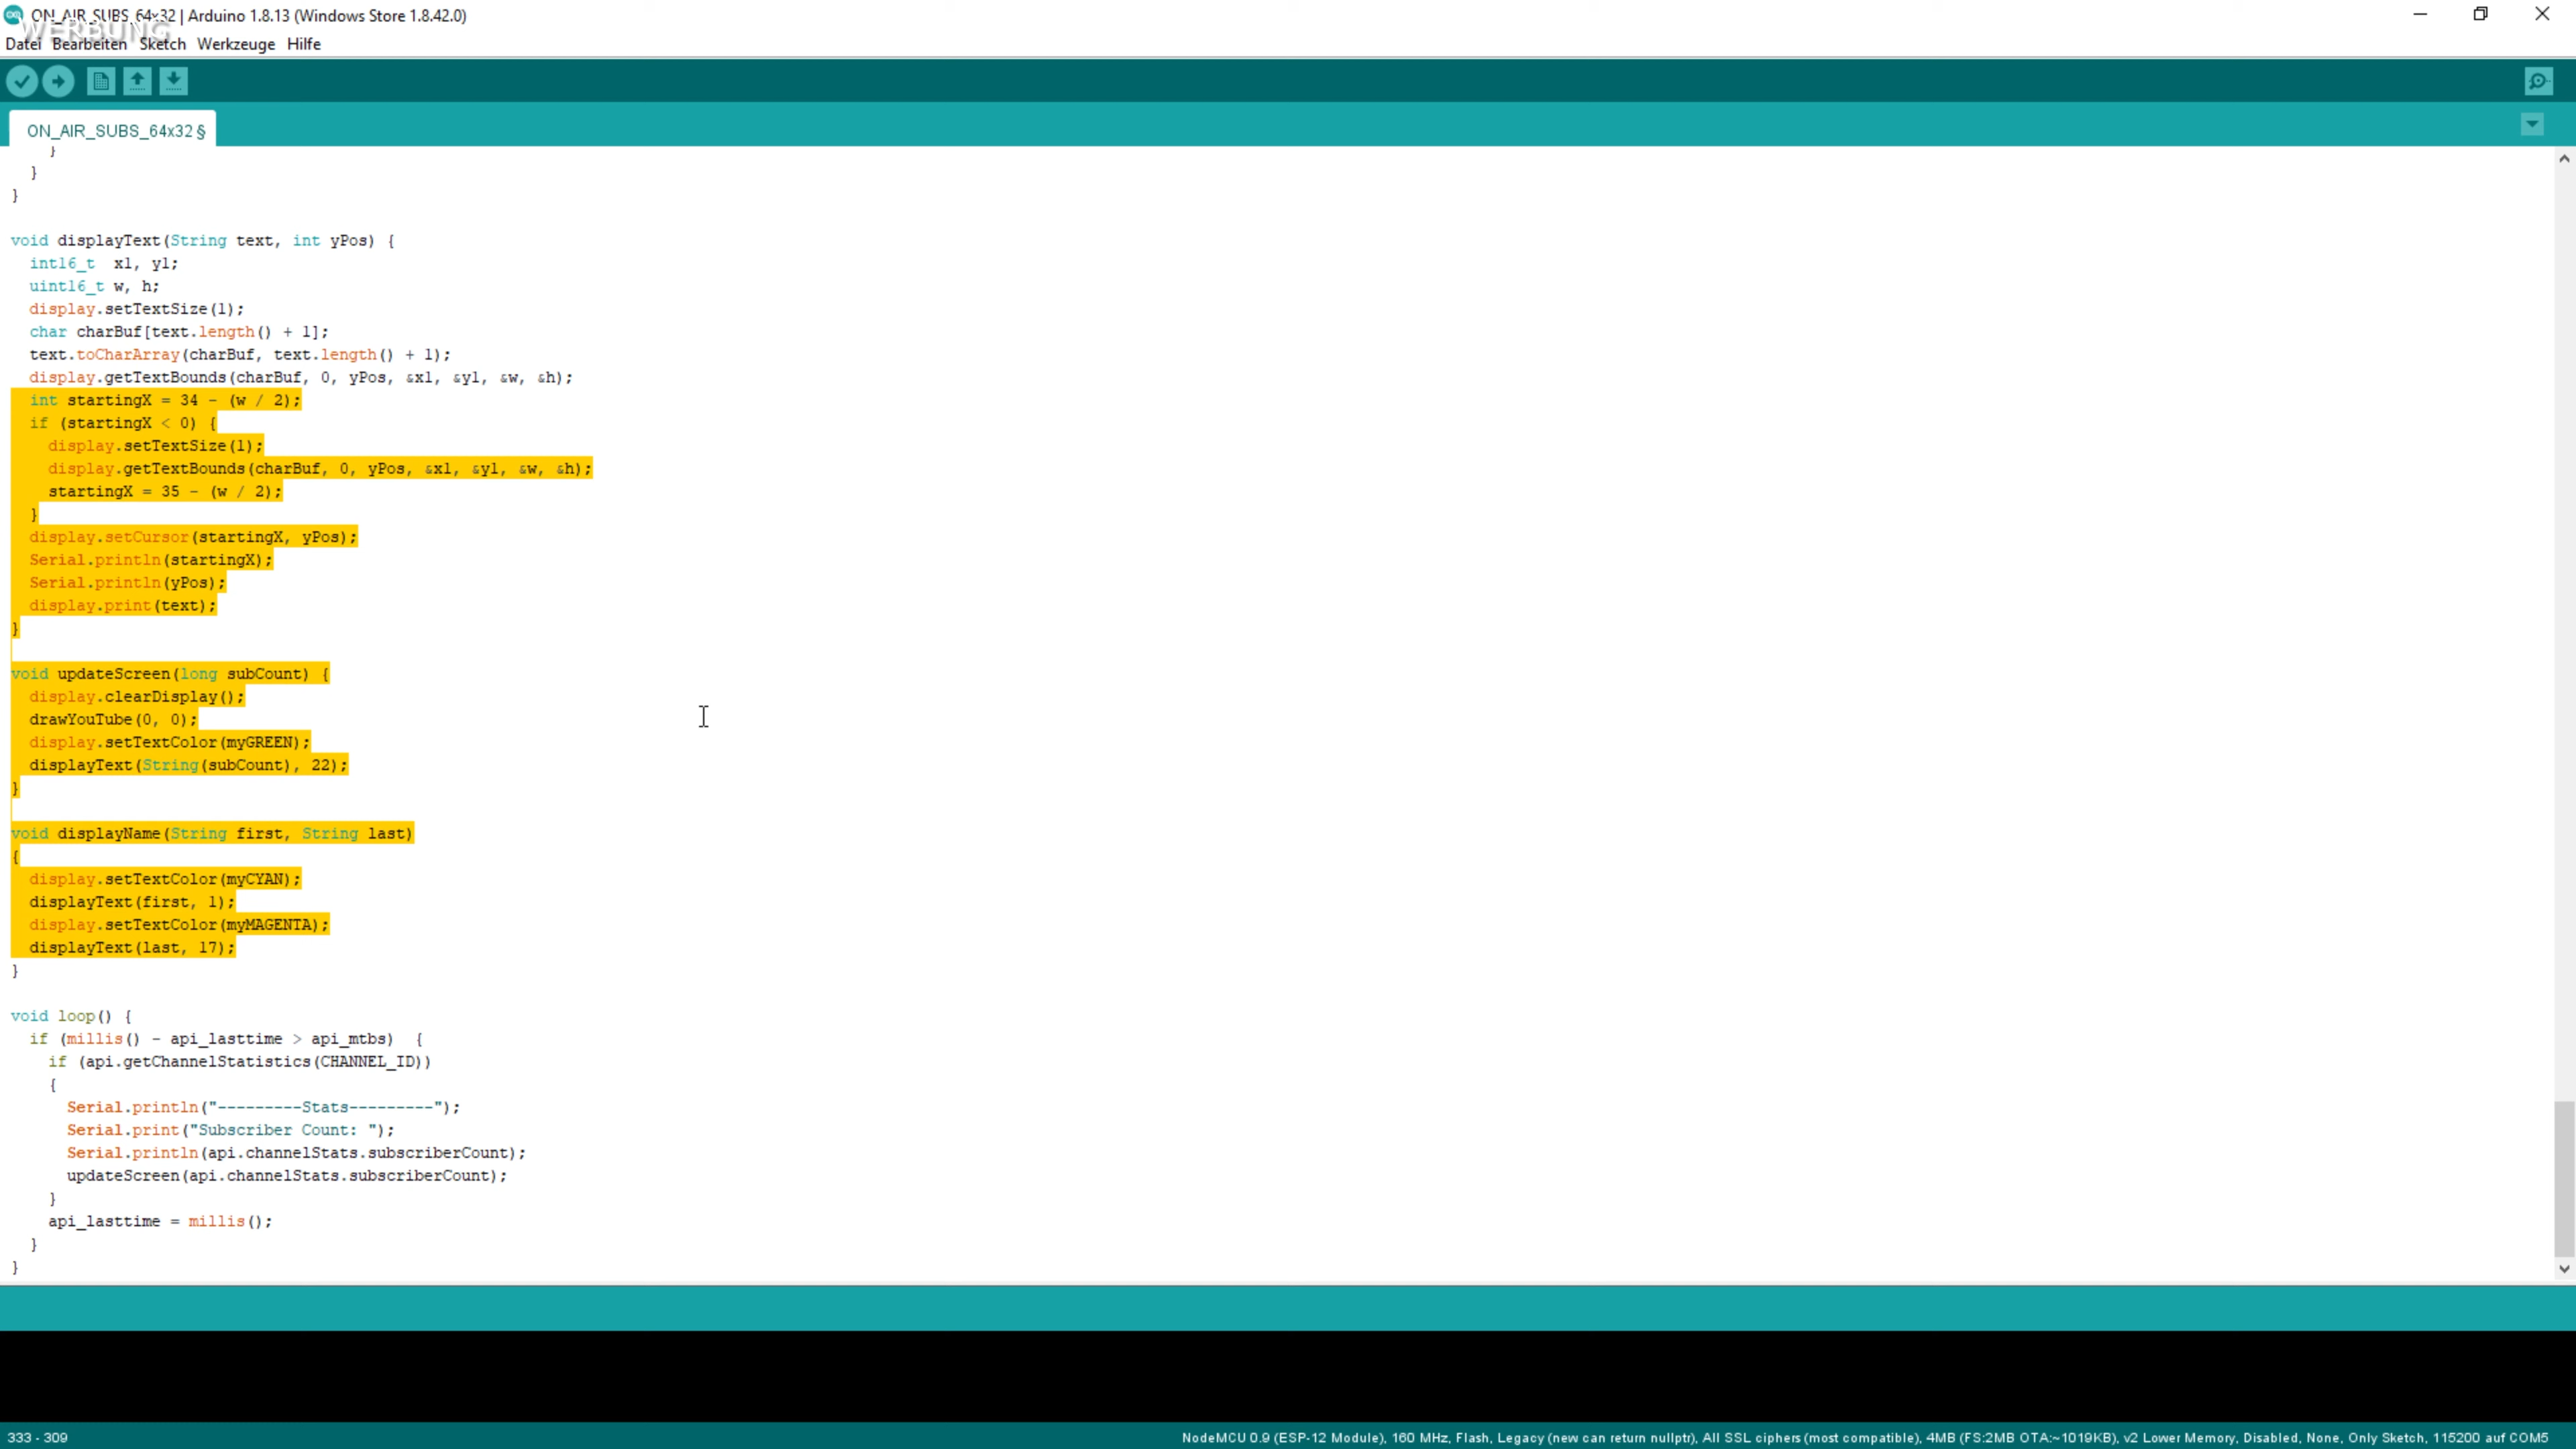 ON_AIR_SUBS_64x32 | Arduino 1.8.13 (Windows Store 1.8.42.0)
WERBUNG
Datei Bearbeiten Sketch Werkzeuge Hilfe
ON_AIR_SUBS_64x32 §
}
}
}
void displayText(String text, int yPos) {
int16_t  x1, y1;
uint16_t w, h;
display.setTextSize(1);
char charBuf[text.length() + 1];
text.toCharArray(charBuf, text.length() + 1);
display.getTextBounds(charBuf, 0, yPos, &x1, &y1, &w, &h);
int startingX = 34 - (w / 2);
if (startingX < 0) {
display.setTextSize(1);
display.getTextBounds(charBuf, 0, yPos, &x1, &y1, &w, &h);
startingX = 35 - (w / 2);
}
display.setCursor(startingX, yPos);
Serial.println(startingX);
Serial.println(yPos);
display.print(text);
}
void updateScreen(long subCount) {
display.clearDisplay();
drawYouTube(0, 0);
display.setTextColor(myGREEN);
displayText(String(subCount), 22);
}
void displayName(String first, String last)
{
display.setTextColor(myCYAN);
displayText(first, 1);
display.setTextColor(myMAGENTA);
displayText(last, 17);
}
void loop() {
if (millis() - api_lasttime > api_mtbs)  {
if (api.getChannelStatistics(CHANNEL_ID))
{
Serial.println("---------Stats---------");
Serial.print("Subscriber Count: ");
Serial.println(api.channelStats.subscriberCount);
updateScreen(api.channelStats.subscriberCount);
}
api_lasttime = millis();
}
}
333 - 309
NodeMCU 0.9 (ESP-12 Module), 160 MHz, Flash, Legacy (new can return nullptr), All SSL ciphers (most compatible), 4MB (FS:2MB OTA:~1019KB), v2 Lower Memory, Disabled, None, Only Sketch, 115200 auf COM5